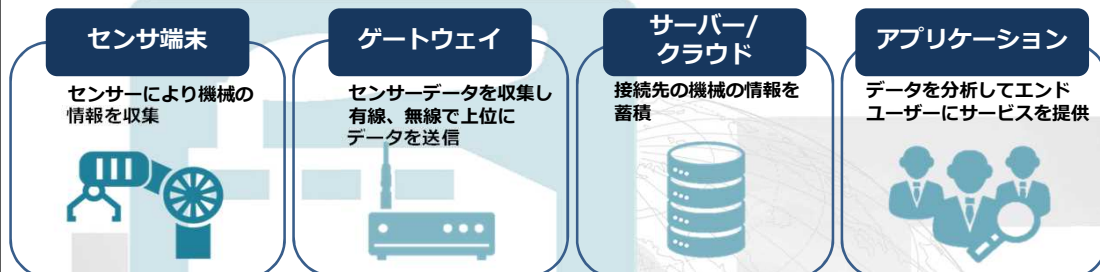 センサ端末
センサーにより機械の
情報を収集
ゲートウェイ
センサーデータを収集し
有線、無線で上位に
データを送信
サーバー/
クラウド
接続先の機械の情報を
蓄積
アプリケーション
データを分析してエンド
ユーザーにサービスを提供